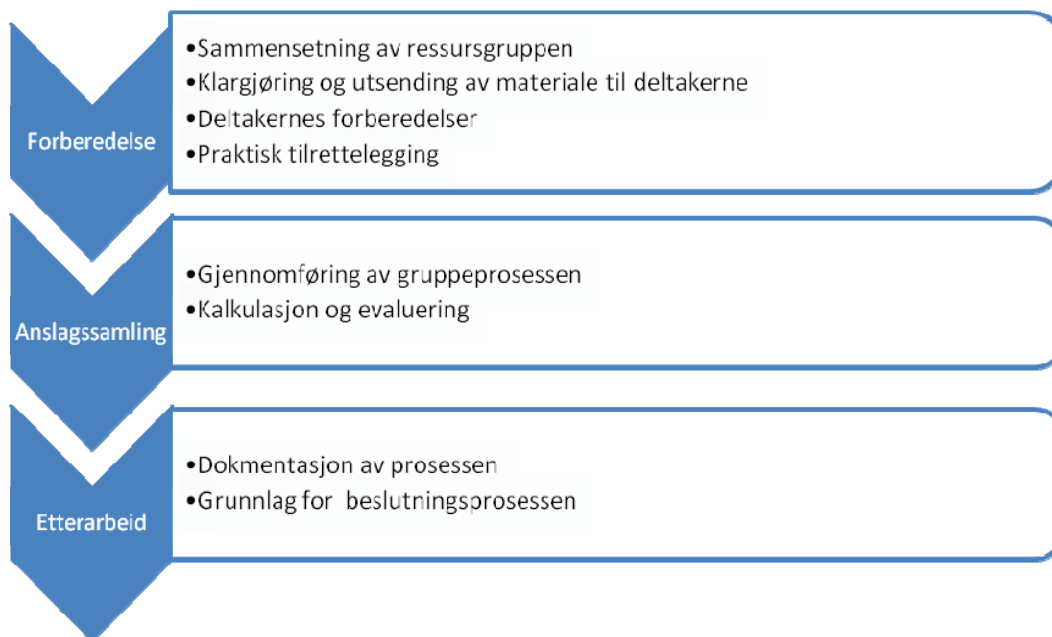 Forberedelse
•Sammensetning av ressursgruppen
•Klargjøring og utsending av materiale til deltakerne
•Deltakernes forberedelser
•Praktisk tilrettelegging
Anslagssamling
•Gjennomføring av gruppeprosessen
•Kalkulasjon og evaluering
Etterarbeid
•Dokmentasjon av prosessen
•Grunnlag for beslutningsprosessen